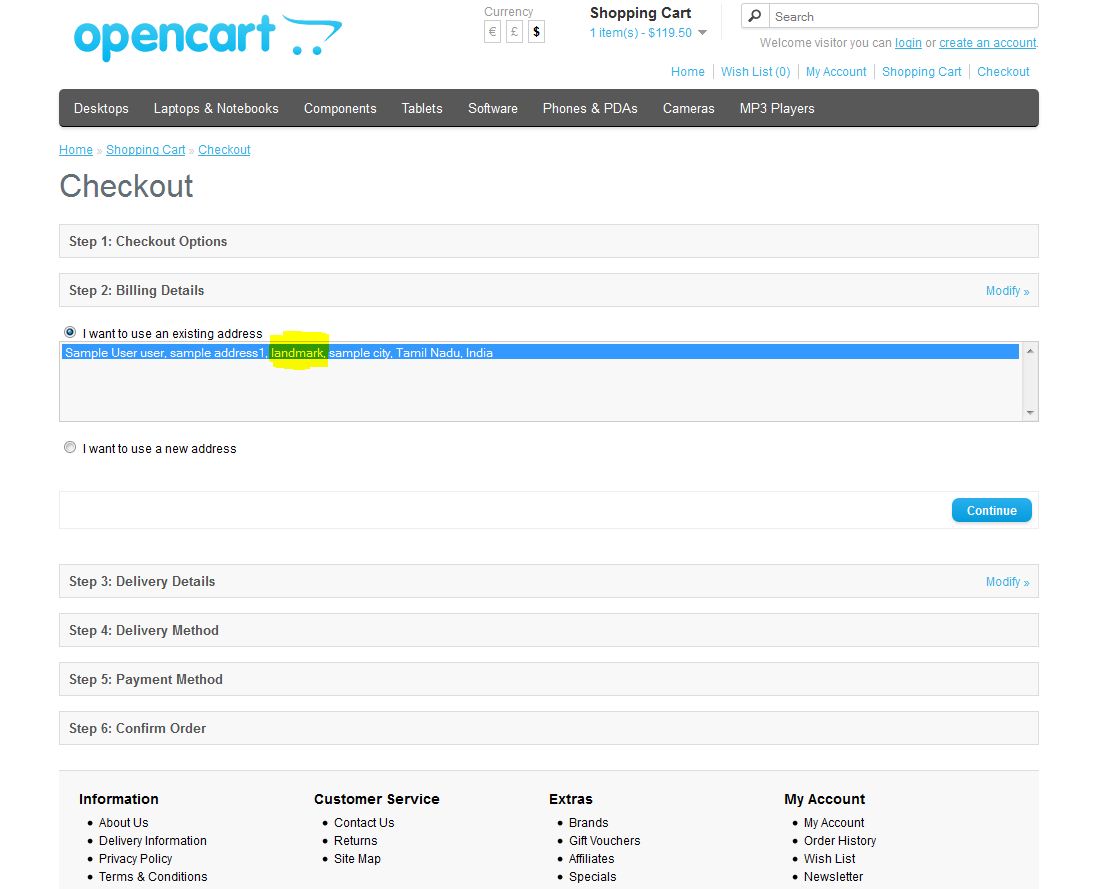 opencart
Currency
€ £ $
Shopping Cart
1 item(s) - $119.50
Search
Welcome visitor you can login or create an account.
Home Wish List (0) My Account Shopping Cart Checkout
Desktops Laptops & Notebooks Components Tablets Software Phones & PDAs Cameras MP3 Players
Home » Shopping Cart » Checkout
Checkout
Step 1: Checkout Options
Step 2: Billing Details Modify »
I want to use an existing address
Sample User user, sample address1, landmark, sample city, Tamil Nadu, India
I want to use a new address
Continue
Step 3: Delivery Details Modify »
Step 4: Delivery Method
Step 5: Payment Method
Step 6: Confirm Order
Information
About Us
Delivery Information
Privacy Policy
Terms & Conditions
Customer Service
Contact Us
Returns
Site Map
Extras
Brands
Gift Vouchers
Affiliates
Specials
My Account
My Account
Order History
Wish List
Newsletter